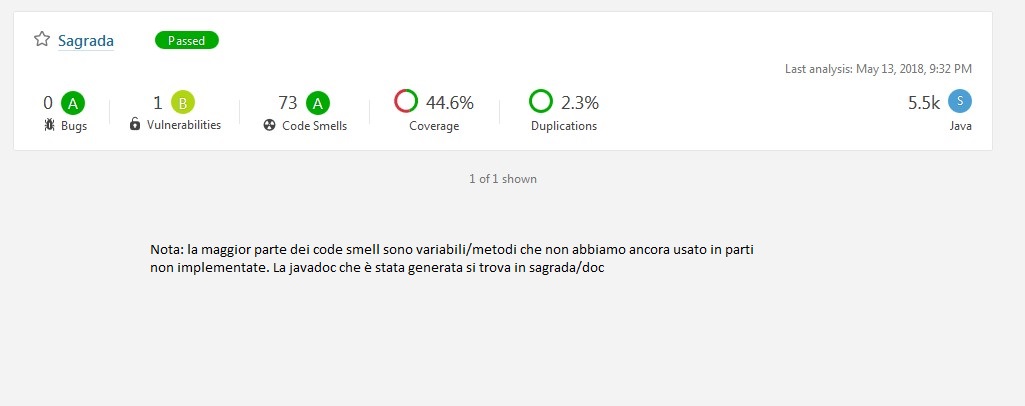 Sagrada Passed
Last analysis: May 13, 2018, 9:32 PM
0 A 1 B 73 A 44.6% 2.3% 5.5k S
Bugs Vulnerabilities Code Smells Coverage Duplications Java
1 of 1 shown
Nota: la maggior parte dei code smell sono variabili/metodi che non abbiamo ancora usato in parti
non implementate. La javadoc che è stata generata si trova in sagrada/doc